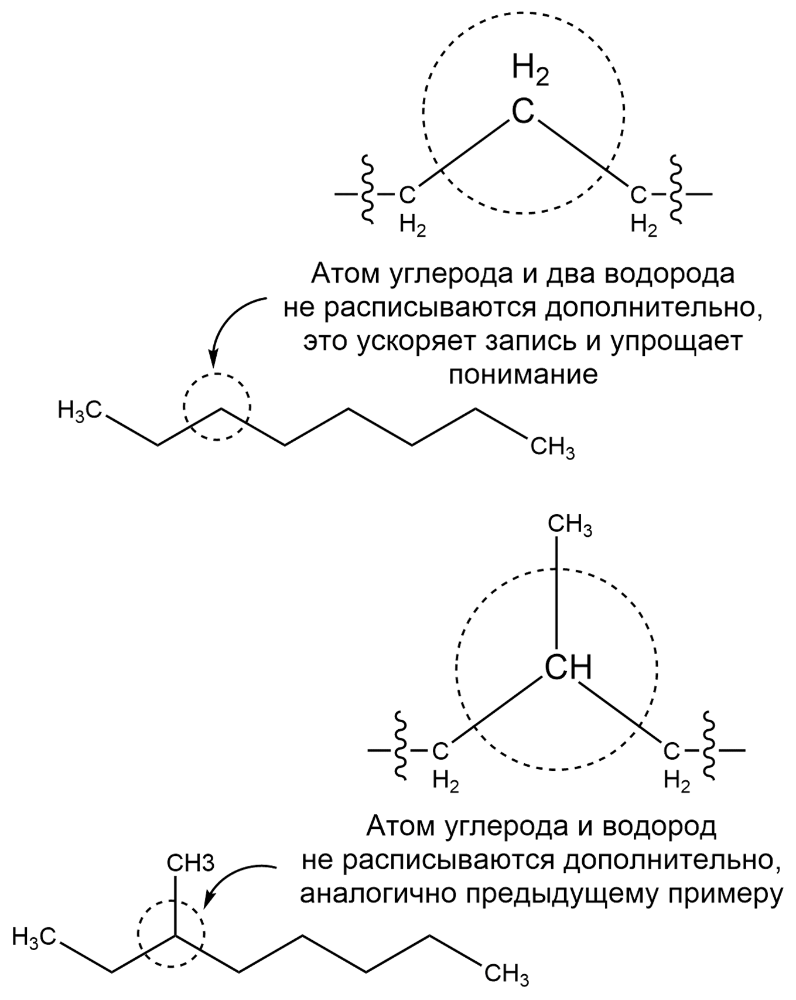 H₂
C
C
C
H₂
H₂
Атом углерода и два водорода
не расписываются дополнительно,
это ускоряет запись и упрощает
понимание
H₃C
CH₃
CH₃
CH
C
C
H₂
H₂
Атом углерода и водород
не расписываются дополнительно,
аналогично предыдущему примеру
CH3
H₃C
CH₃